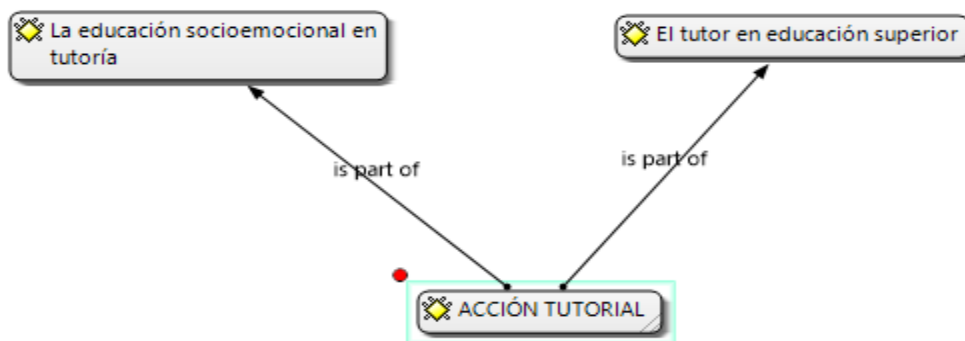 La educación socioemocional en
tutoría
El tutor en educación superior
is part of
is part of
ACCIÓN TUTORIAL